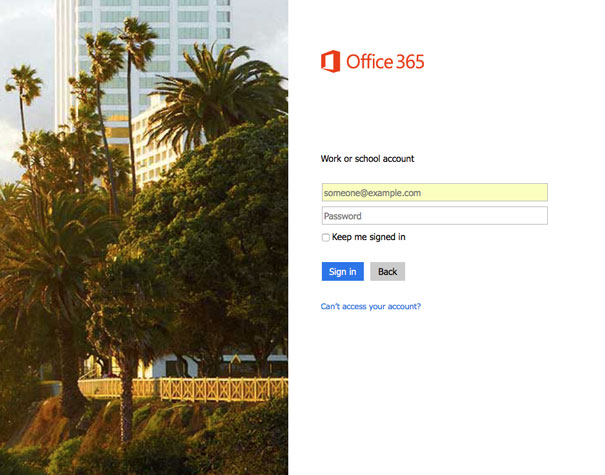 Office 365
Work or school account
someone@example.com
Password
Keep me signed in
Sign in Back
Can't access your account?